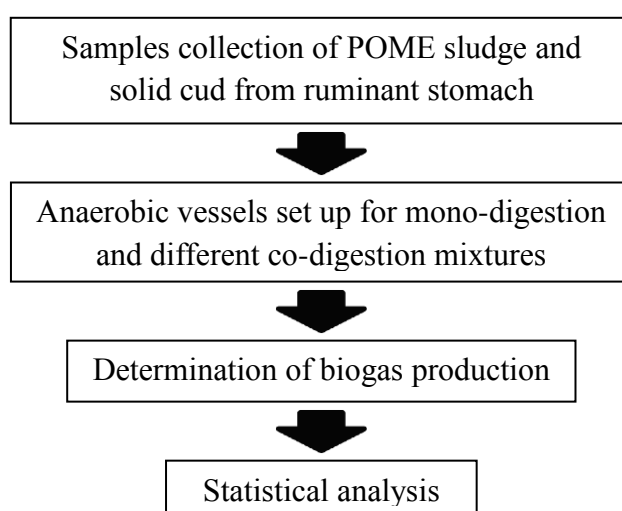 Samples collection of POME sludge and
solid cud from ruminant stomach
Anaerobic vessels set up for mono-digestion
and different co-digestion mixtures
Determination of biogas production
Statistical analysis